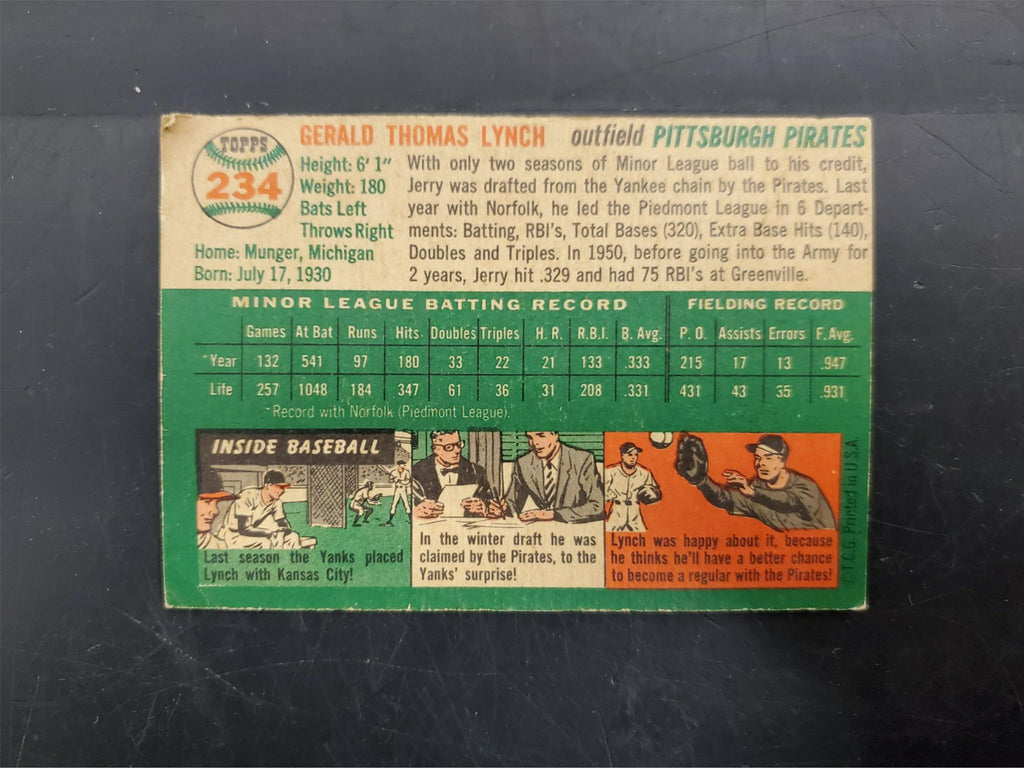 TOPPS
234
GERALD THOMAS LYNCH outfield PITTSBURGH PIRATES
Height: 6' 1"
Weight: 180
Bats Left
Throws Right
Home: Munger, Michigan
Born: July 17, 1930
With only two seasons of Minor League ball to his credit,
Jerry was drafted from the Yankee chain by the Pirates. Last
year with Norfolk, he led the Piedmont League in 6 Depart-
ments: Batting, RBI's, Total Bases (320), Extra Base Hits (140),
Doubles and Triples. In 1950, before going into the Army for
2 years, Jerry hit .329 and had 75 RBI's at Greenville.
MINOR LEAGUE BATTING RECORD FIELDING RECORD
Games At Bat Runs Hits Doubles Triples H. R. R.B.I. B. Avg. P. O. Assists Errors F. Avg.
*Year 132 541 97 180 33 22 21 133 .333 215 17 13 .947
Life 257 1048 184 347 61 36 31 208 .331 431 43 35 .931
*Record with Norfolk (Piedmont League).
INSIDE BASEBALL
Last season the Yanks placed
Lynch with Kansas City!
In the winter draft he was
claimed by the Pirates, to the
Yanks' surprise!
Lynch was happy about it, because
he thinks he'll have a better chance
to become a regular with the Pirates!
©T.C.G. Printed in U.S.A.